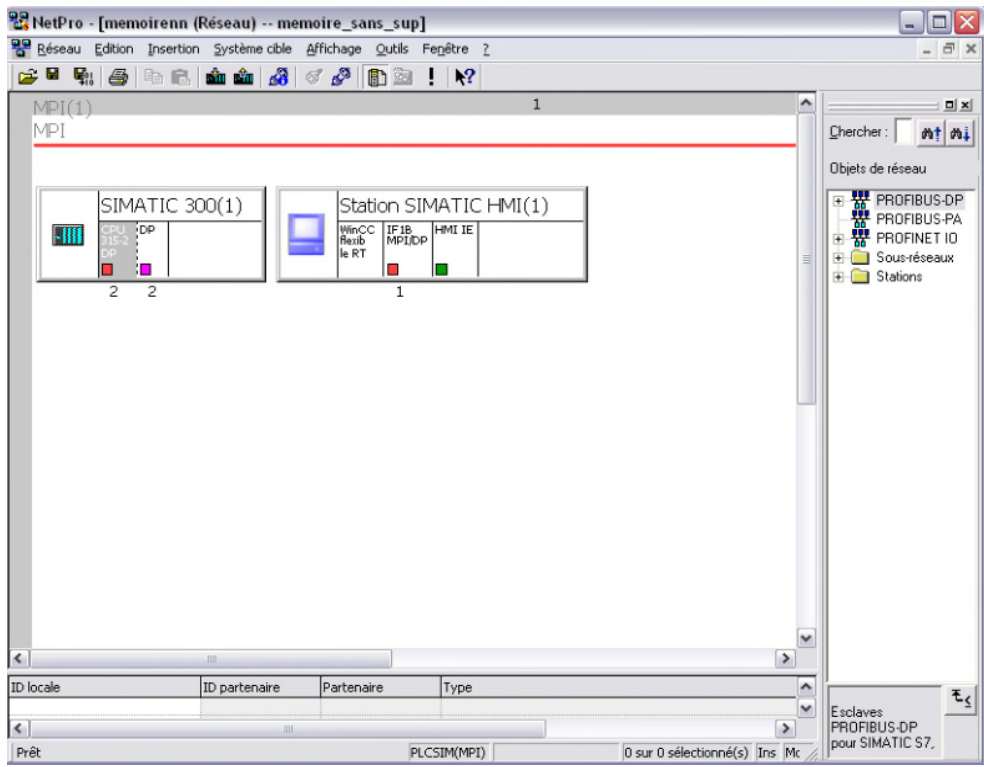 NetPro - [memoirenn (Réseau) -- memoire_sans_sup]
Réseau Edition Insertion Système cible Affichage Outils Fenêtre ?
MPI(1)
1
MPI
SIMATIC 300(1)
CPU
315-2
DP
DP
2 2
Station SIMATIC HMI(1)
WinCC
flexib
le RT
IF1B
MPI/DP
HMI IE
1
Chercher :
Objets de réseau
PROFIBUS-DP
PROFIBUS-PA
PROFINET IO
Sous-réseaux
Stations
ID locale ID partenaire Partenaire Type
Esclaves
PROFIBUS-DP
pour SIMATIC S7,
Prêt PLCSIM(MPI) 0 sur 0 sélectionné(s) Ins Mc